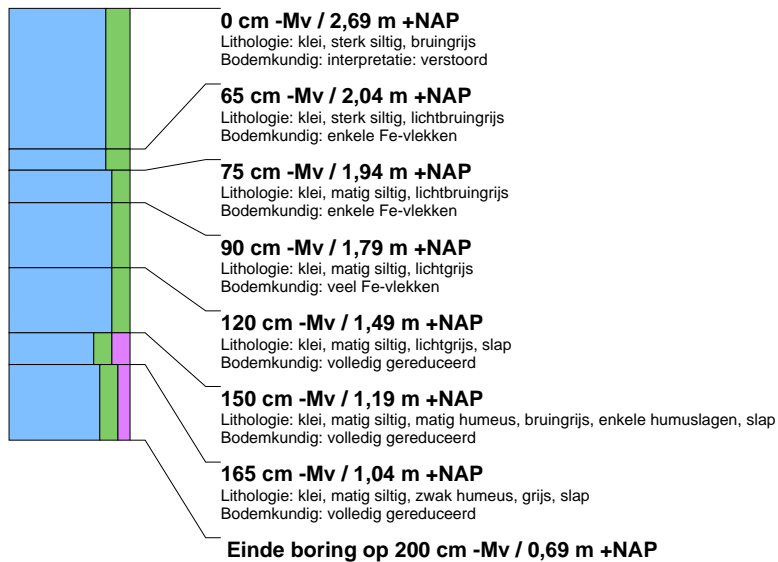 0 cm -Mv / 2,69 m +NAP
Lithologie: klei, sterk siltig, bruingrijs
Bodemkundig: interpretatie: verstoord
65 cm -Mv / 2,04 m +NAP
Lithologie: klei, sterk siltig, lichtbruingrijs
Bodemkundig: enkele Fe-vlekken
75 cm -Mv / 1,94 m +NAP
Lithologie: klei, matig siltig, lichtbruingrijs
Bodemkundig: enkele Fe-vlekken
90 cm -Mv / 1,79 m +NAP
Lithologie: klei, matig siltig, lichtgrijs
Bodemkundig: veel Fe-vlekken
120 cm -Mv / 1,49 m +NAP
Lithologie: klei, matig siltig, lichtgrijs, slap
Bodemkundig: volledig gereduceerd
150 cm -Mv / 1,19 m +NAP
Lithologie: klei, matig siltig, matig humeus, bruingrijs, enkele humuslagen, slap
Bodemkundig: volledig gereduceerd
165 cm -Mv / 1,04 m +NAP
Lithologie: klei, matig siltig, zwak humeus, grijs, slap
Bodemkundig: volledig gereduceerd
Einde boring op 200 cm -Mv / 0,69 m +NAP